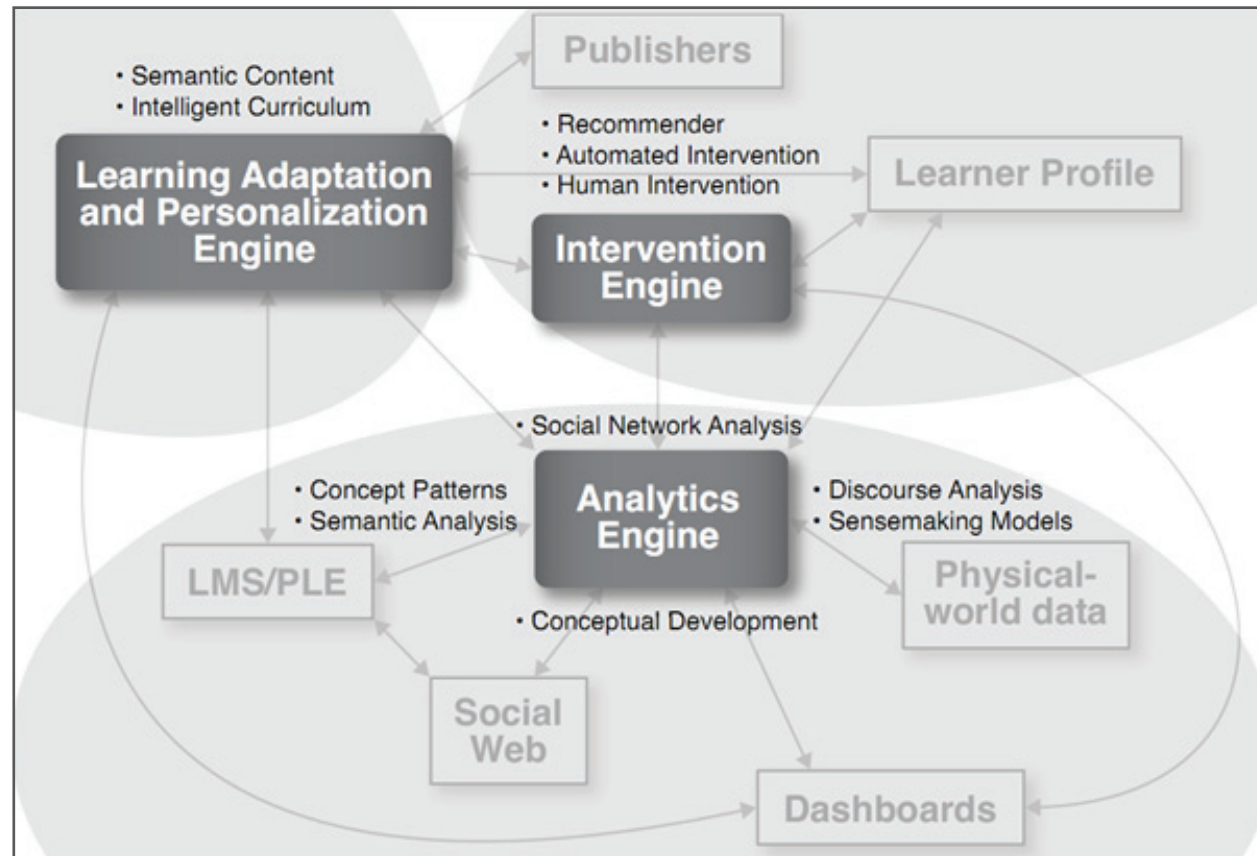 Publishers
• Semantic Content
• Intelligent Curriculum
• Recommender
• Automated Intervention
• Human Intervention
Learning Adaptation
and Personalization
Engine
Learner Profile
Intervention
Engine
• Social Network Analysis
• Concept Patterns
• Semantic Analysis
Analytics
Engine
• Discourse Analysis
• Sensemaking Models
LMS/PLE
Physical-
world data
• Conceptual Development
Social
Web
Dashboards